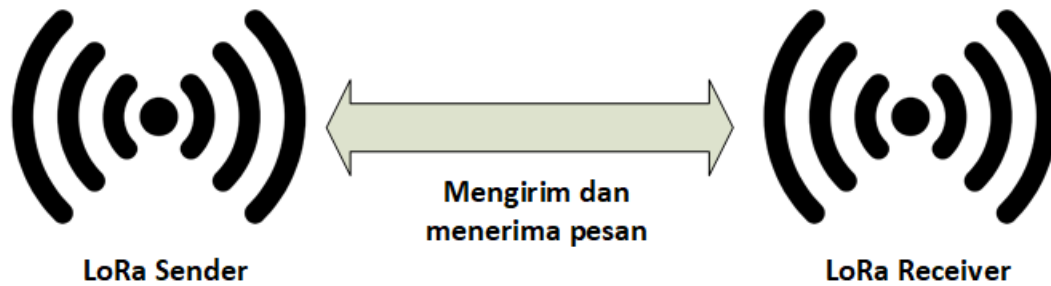 Mengirim dan
menerima pesan
LoRa Sender
LoRa Receiver